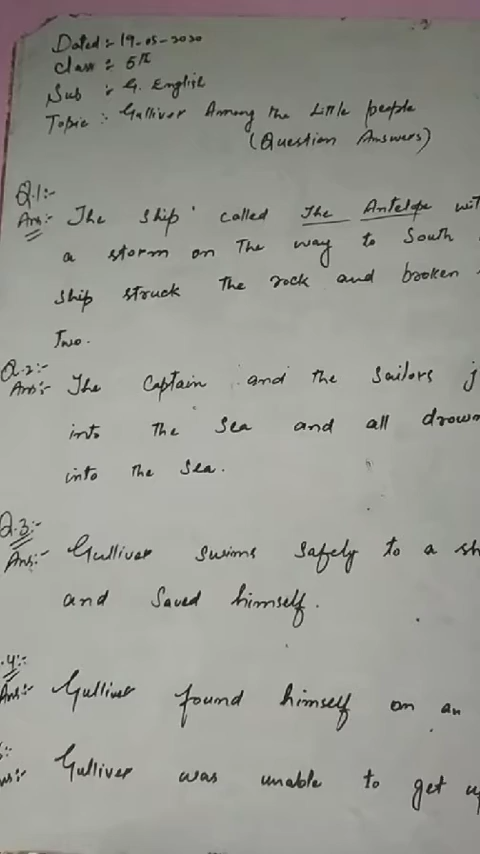 Dated :- 19-05-2020
Class :- 6th
Sub :- G. English
Topic :- Gulliver Among the Little people
(Question Answers)
Q.1:-
Ans:- The ship called The Antelope
a storm on the way to South
ship struck the rock and broken
Two.
Q.2:-
Ans:- The Captain and the Sailors
into the sea and all
into the sea.
Q.3:-
Ans:- Gulliver swims safely to a
and saved himself.
.4:-
Ans:- Gulliver found himself on an
Gulliver was unable to get